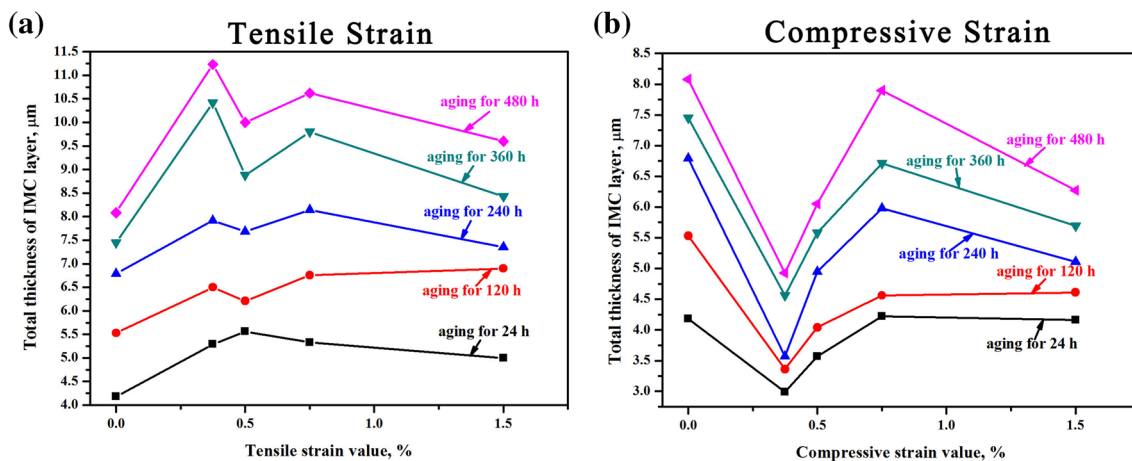 (a)
Tensile Strain
Total thickness of IMC layer, μm
11.5
11.0
10.5
10.0
9.5
9.0
8.5
8.0
7.5
7.0
6.5
6.0
5.5
5.0
4.5
4.0
aging for 480 h
aging for 360 h
aging for 240 h
aging for 120 h
aging for 24 h
0.0
0.5
1.0
1.5
Tensile strain value, %
(b)
Compressive Strain
Total thickness of IMC layer, μm
8.5
8.0
7.5
7.0
6.5
6.0
5.5
5.0
4.5
4.0
3.5
3.0
aging for 480 h
aging for 360 h
aging for 240 h
aging for 120 h
aging for 24 h
0.0
0.5
1.0
1.5
Compressive strain value, %